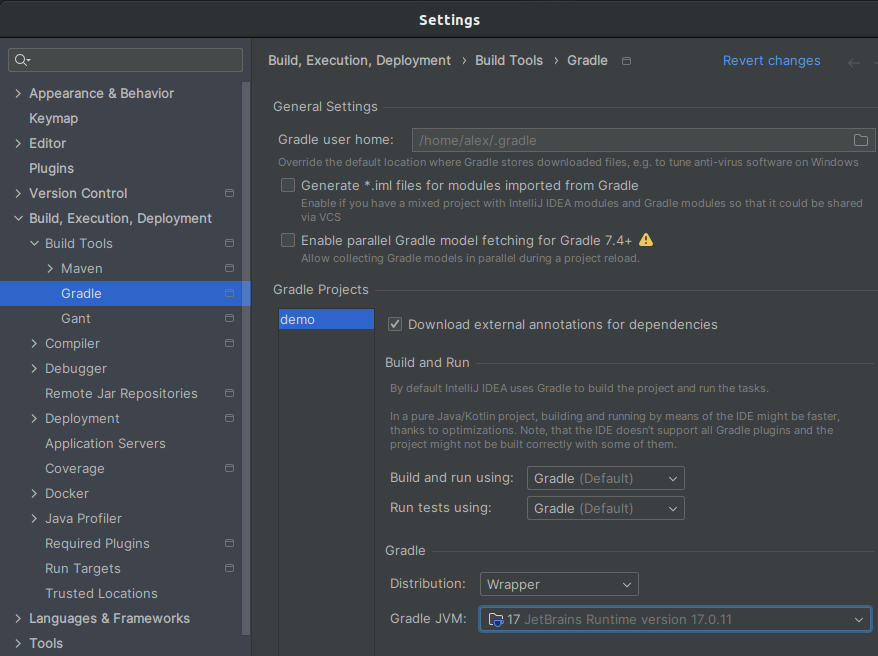 Settings
Appearance & Behavior
Keymap
Editor
Plugins
Version Control
Build, Execution, Deployment
Build Tools
Maven
Gradle
Gant
Compiler
Debugger
Remote Jar Repositories
Deployment
Application Servers
Coverage
Docker
Java Profiler
Required Plugins
Run Targets
Trusted Locations
Languages & Frameworks
Tools
Build, Execution, Deployment › Build Tools › Gradle
Revert changes
General Settings
Gradle user home: /home/alex/.gradle
Override the default location where Gradle stores downloaded files, e.g. to tune anti-virus software on Windows
Generate *.iml files for modules imported from Gradle
Enable if you have a mixed project with IntelliJ IDEA modules and Gradle modules so that it could be shared
via VCS
Enable parallel Gradle model fetching for Gradle 7.4+
Allow collecting Gradle models in parallel during a project reload.
Gradle Projects
demo
Download external annotations for dependencies
Build and Run
By default IntelliJ IDEA uses Gradle to build the project and run the tasks.
In a pure Java/Kotlin project, building and running by means of the IDE might be faster,
thanks to optimizations. Note, that the IDE doesn't support all Gradle plugins and the
project might not be built correctly with some of them.
Build and run using: Gradle (Default)
Run tests using: Gradle (Default)
Gradle
Distribution: Wrapper
Gradle JVM: 17 JetBrains Runtime version 17.0.11